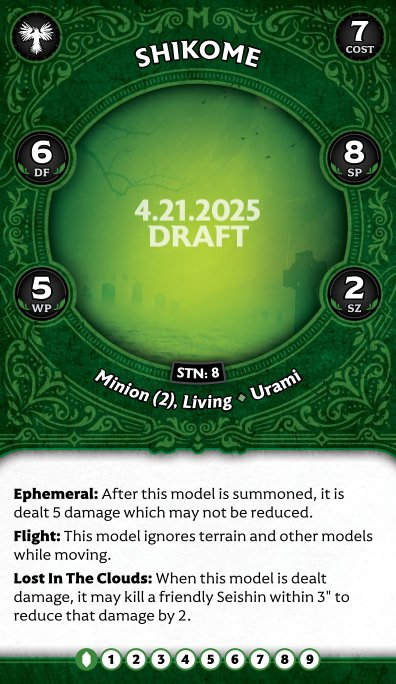 M
SHIKOME
7
COST
6
DF
8
SP
4.21.2025
DRAFT
5
WP
2
SZ
STN: 8
Minion (2), Living ♦ Urami
Ephemeral: After this model is summoned, it is
dealt 5 damage which may not be reduced.
Flight: This model ignores terrain and other models
while moving.
Lost In The Clouds: When this model is dealt
damage, it may kill a friendly Seishin within 3" to
reduce that damage by 2.
1 2 3 4 5 6 7 8 9